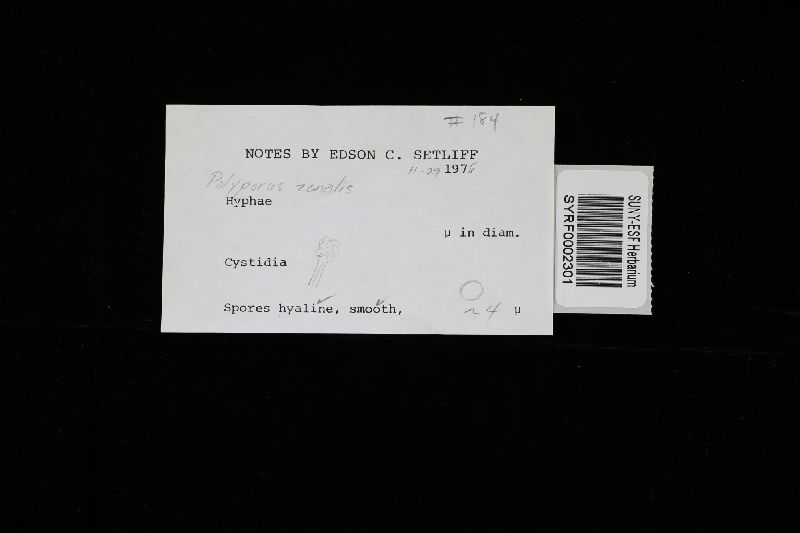 # 184
NOTES BY EDSON C. SETLIFF
11-29 197
Polyporus zonalis
Hyphae
µ in diam.
Cystidia
Spores hyaline, smooth, ~ 4 µ
SUNY-ESF Herbarium
SYRF0002301